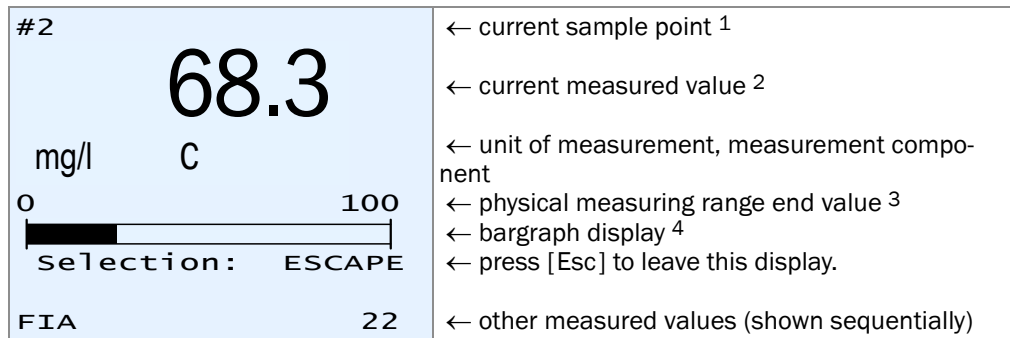 #2
← current sample point 1
68.3
← current measured value 2
mg/l C
← unit of measurement, measurement compo-
nent
0 100
← physical measuring range end value 3
← bargraph display 4
Selection: ESCAPE
← press [Esc] to leave this display.
FIA 22
← other measured values (shown sequentially)